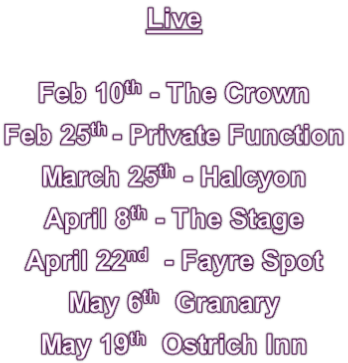 Live
Feb 10th - The Crown
Feb 25th - Private Function
March 25th - Halcyon
April 8th - The Stage
April 22nd - Fayre Spot
May 6th Granary
May 19th Ostrich Inn